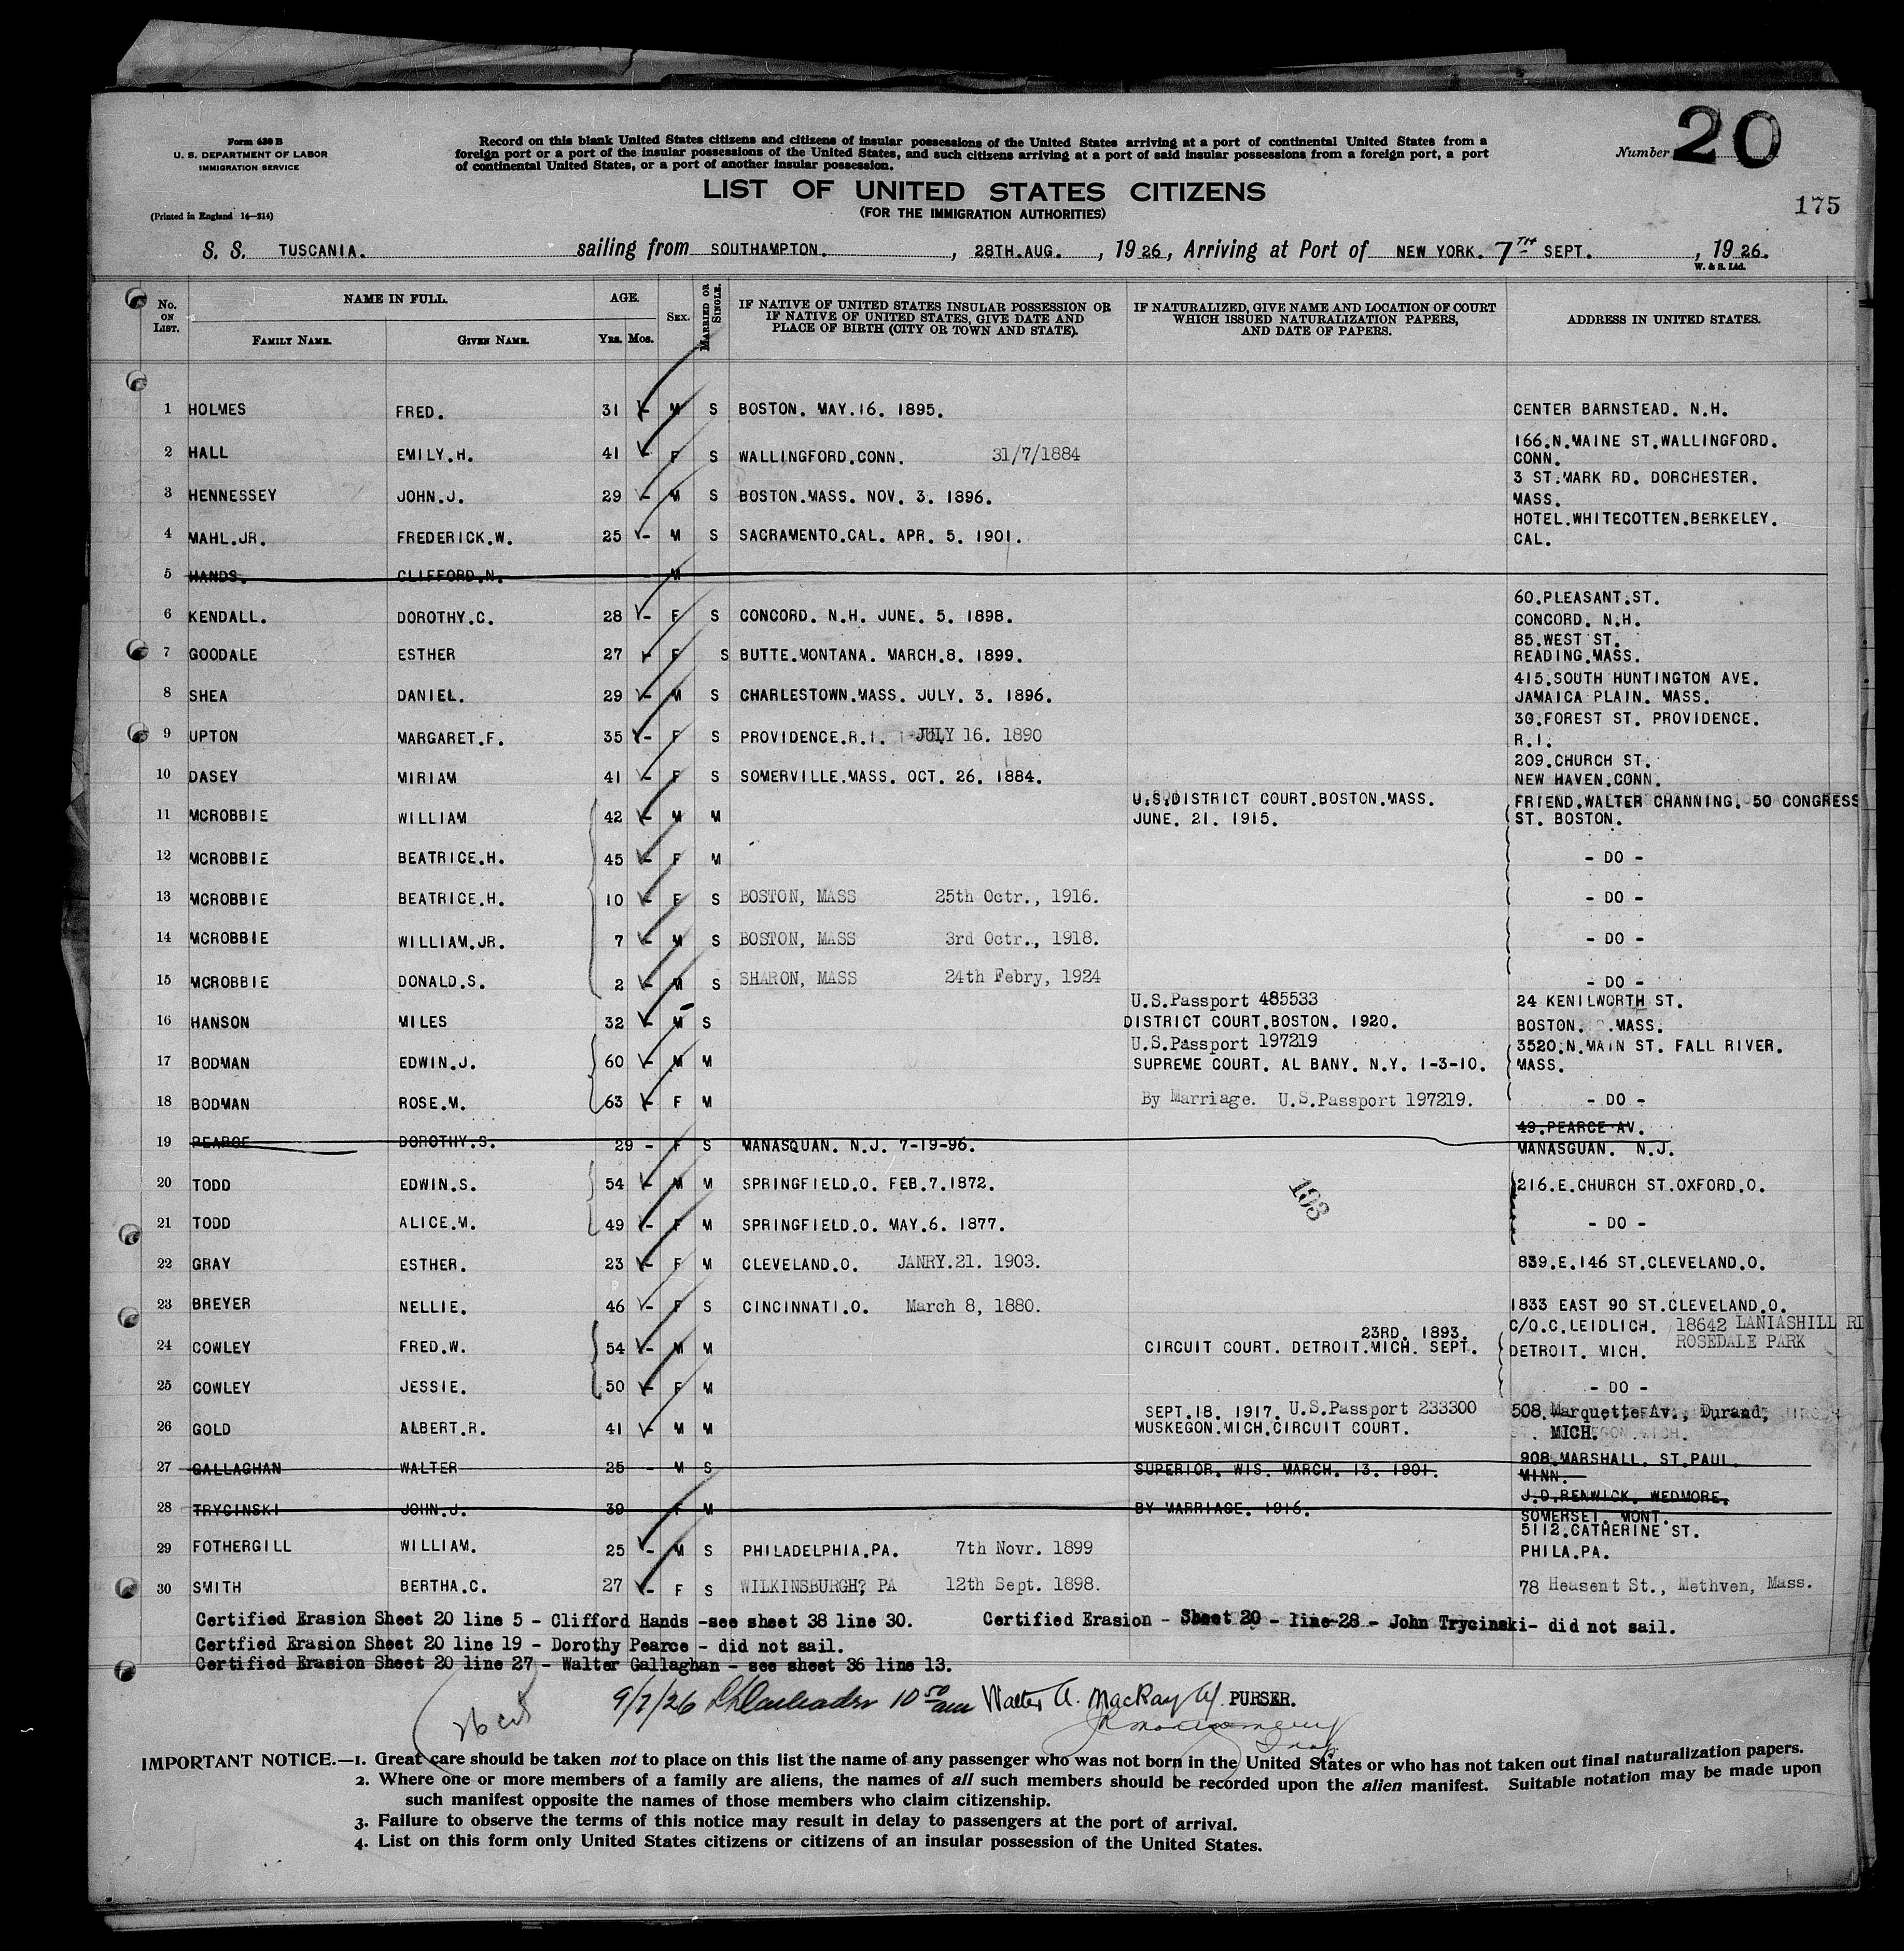 Form 630 B
U. S. DEPARTMENT OF LABOR
IMMIGRATION SERVICE
(Printed in England 14—214)
Record on this blank United States citizens and citizens of insular possessions of the United States arriving at a port of continental United States from a
foreign port or a port of the insular possessions of the United States, and such citizens arriving at a port of said insular possessions from a foreign port, a port
of continental United States, or a port of another insular possession.
LIST OF UNITED STATES CITIZENS
(FOR THE IMMIGRATION AUTHORITIES)
Number 20
175
S. S. TUSCANIA. sailing from SOUTHAMPTON. , 28TH.AUG. , 1926, Arriving at Port of NEW YORK. 7TH SEPT. , 1926.
W. & S. Ltd.
No. ON LIST. NAME IN FULL. FAMILY NAME. GIVEN NAME. AGE. YRS. MOS. SEX. MARRIED OR SINGLE. IF NATIVE OF UNITED STATES INSULAR POSSESSION OR IF NATIVE OF UNITED STATES, GIVE DATE AND PLACE OF BIRTH (CITY OR TOWN AND STATE). IF NATURALIZED, GIVE NAME AND LOCATION OF COURT WHICH ISSUED NATURALIZATION PAPERS, AND DATE OF PAPERS. ADDRESS IN UNITED STATES.
1 HOLMES FRED. 31 - M S BOSTON. MAY.16. 1895. CENTER BARNSTEAD. N.H.
2 HALL EMILY.H. 41 - F S WALLINGFORD.CONN. 31/7/1884 166.N.MAINE ST.WALLINGFORD. CONN.
3 HENNESSEY JOHN.J. 29 - M S BOSTON.MASS. NOV. 3. 1896. 3 ST.MARK RD. DORCHESTER. MASS.
4 MAHL.JR. FREDERICK.W. 25 - M S SACRAMENTO.CAL. APR. 5. 1901. HOTEL.WHITECOTTEN.BERKELEY. CAL.
5 HANDS. CLIFFORD.N. M
6 KENDALL. DOROTHY.C. 28 - F S CONCORD. N.H. JUNE. 5. 1898. 60.PLEASANT.ST. CONCORD. N.H.
7 GOODALE ESTHER 27 - F S BUTTE.MONTANA. MARCH.8. 1899. 85.WEST ST. READING.MASS.
8 SHEA DANIEL. 29 - M S CHARLESTOWN.MASS. JULY. 3. 1896. 415.SOUTH HUNTINGTON AVE. JAMAICA PLAIN. MASS.
9 UPTON MARGARET.F. 35 - F S PROVIDENCE.R.I. JULY 16. 1890 30.FOREST ST. PROVIDENCE. R.I.
10 DASEY MIRIAM 41 - F S SOMERVILLE.MASS. OCT. 26. 1884. 209.CHURCH ST. NEW HAVEN.CONN.
11 MCROBBIE WILLIAM 42 - M M U.S.DISTRICT COURT.BOSTON.MASS. JUNE. 21. 1915. FRIEND.WALTER CHANNING. 50 CONGRESS ST. BOSTON.
12 MCROBBIE BEATRICE.H. 45 - F M - DO -
13 MCROBBIE BEATRICE.H. 10 - F S BOSTON, MASS 25th Octr., 1916. - DO -
14 MCROBBIE WILLIAM.JR. 7 - M S BOSTON, MASS 3rd Octr., 1918. - DO -
15 MCROBBIE DONALD.S. 2 - M S SHARON, MASS 24th Febry, 1924 - DO -
16 HANSON MILES 32 - M S U.S.Passport 485533 DISTRICT COURT.BOSTON. 1920. 24 KENILWORTH ST. BOSTON. MASS.
17 BODMAN EDWIN.J. 60 - M M U.S.Passport 197219 SUPREME COURT. AL BANY. N.Y. 1-3-10. 3520.N.MAIN ST. FALL RIVER. MASS.
18 BODMAN ROSE.M. 63 - F M By Marriage. U.S.Passport 197219. - DO -
19 PEARCE DOROTHY.S. 29 - F S MANASQUAN. N.J. 7-19-96. 49.PEARCE AV. MANASGUAN. N.J.
20 TODD EDWIN.S. 54 - M M SPRINGFIELD.O. FEB.7.1872. 216.E.CHURCH ST.OXFORD.O.
193
21 TODD ALICE.M. 49 - F M SPRINGFIELD.O. MAY.6. 1877. - DO -
22 GRAY ESTHER. 23 - F M CLEVELAND.O. JANRY.21. 1903. 839.E.146 ST.CLEVELAND.O.
23 BREYER NELLIE. 46 - F S CINCINNATI.O. March 8, 1880. 1833 EAST 90 ST.CLEVELAND.O.
24 COWLEY FRED.W. 54 - M M CIRCUIT COURT. DETROIT.MICH. SEPT. 23RD. 1893. C/O.C.LEIDLICH. 18642 LANIASHILL RD ROSEDALE PARK DETROIT. MICH.
25 COWLEY JESSIE. 50 - F M - DO -
26 GOLD ALBERT.R. 41 - M M SEPT.18. 1917. U.S.Passport 233300 MUSKEGON.MICH.CIRCUIT COURT. 508. Marquette Av., Durand, MICH.
27 GALLAGHAN WALTER 25 - M S SUPERIOR. WIS. MARCH. 13. 1901. 908.MARSHALL. ST.PAUL. MINN.
28 TRYCINSKI JOHN.J. 39 - F M BY MARRIAGE. 1916. J.D.RENWICK. WEDMORE. SOMERSET. MONT.
29 FOTHERGILL WILLIAM. 25 - M S PHILADELPHIA.PA. 7th Novr. 1899 5112.CATHERINE ST. PHILA.PA.
30 SMITH BERTHA.C. 27 - F S WILKINSBURGH? PA 12th Sept. 1898. 78 Heasent St., Methven, Mass.
Certified Erasion Sheet 20 line 5 - Clifford Hands -see sheet 38 line 30. Certified Erasion - Sheet 20 - line-28 - John Trycinski- did not sail.
Certfied Erasion Sheet 20 line 19 - Dorothy Pearce - did not sail.
Certified Erasion Sheet 20 line 27 - Walter Gallaghan - see sheet 36 line 13.
9/7/26 10 50 am Walter A. MacKay PURSER.
IMPORTANT NOTICE.—1. Great care should be taken not to place on this list the name of any passenger who was not born in the United States or who has not taken out final naturalization papers.
2. Where one or more members of a family are aliens, the names of all such members should be recorded upon the alien manifest. Suitable notation may be made upon
such manifest opposite the names of those members who claim citizenship.
3. Failure to observe the terms of this notice may result in delay to passengers at the port of arrival.
4. List on this form only United States citizens or citizens of an insular possession of the United States.